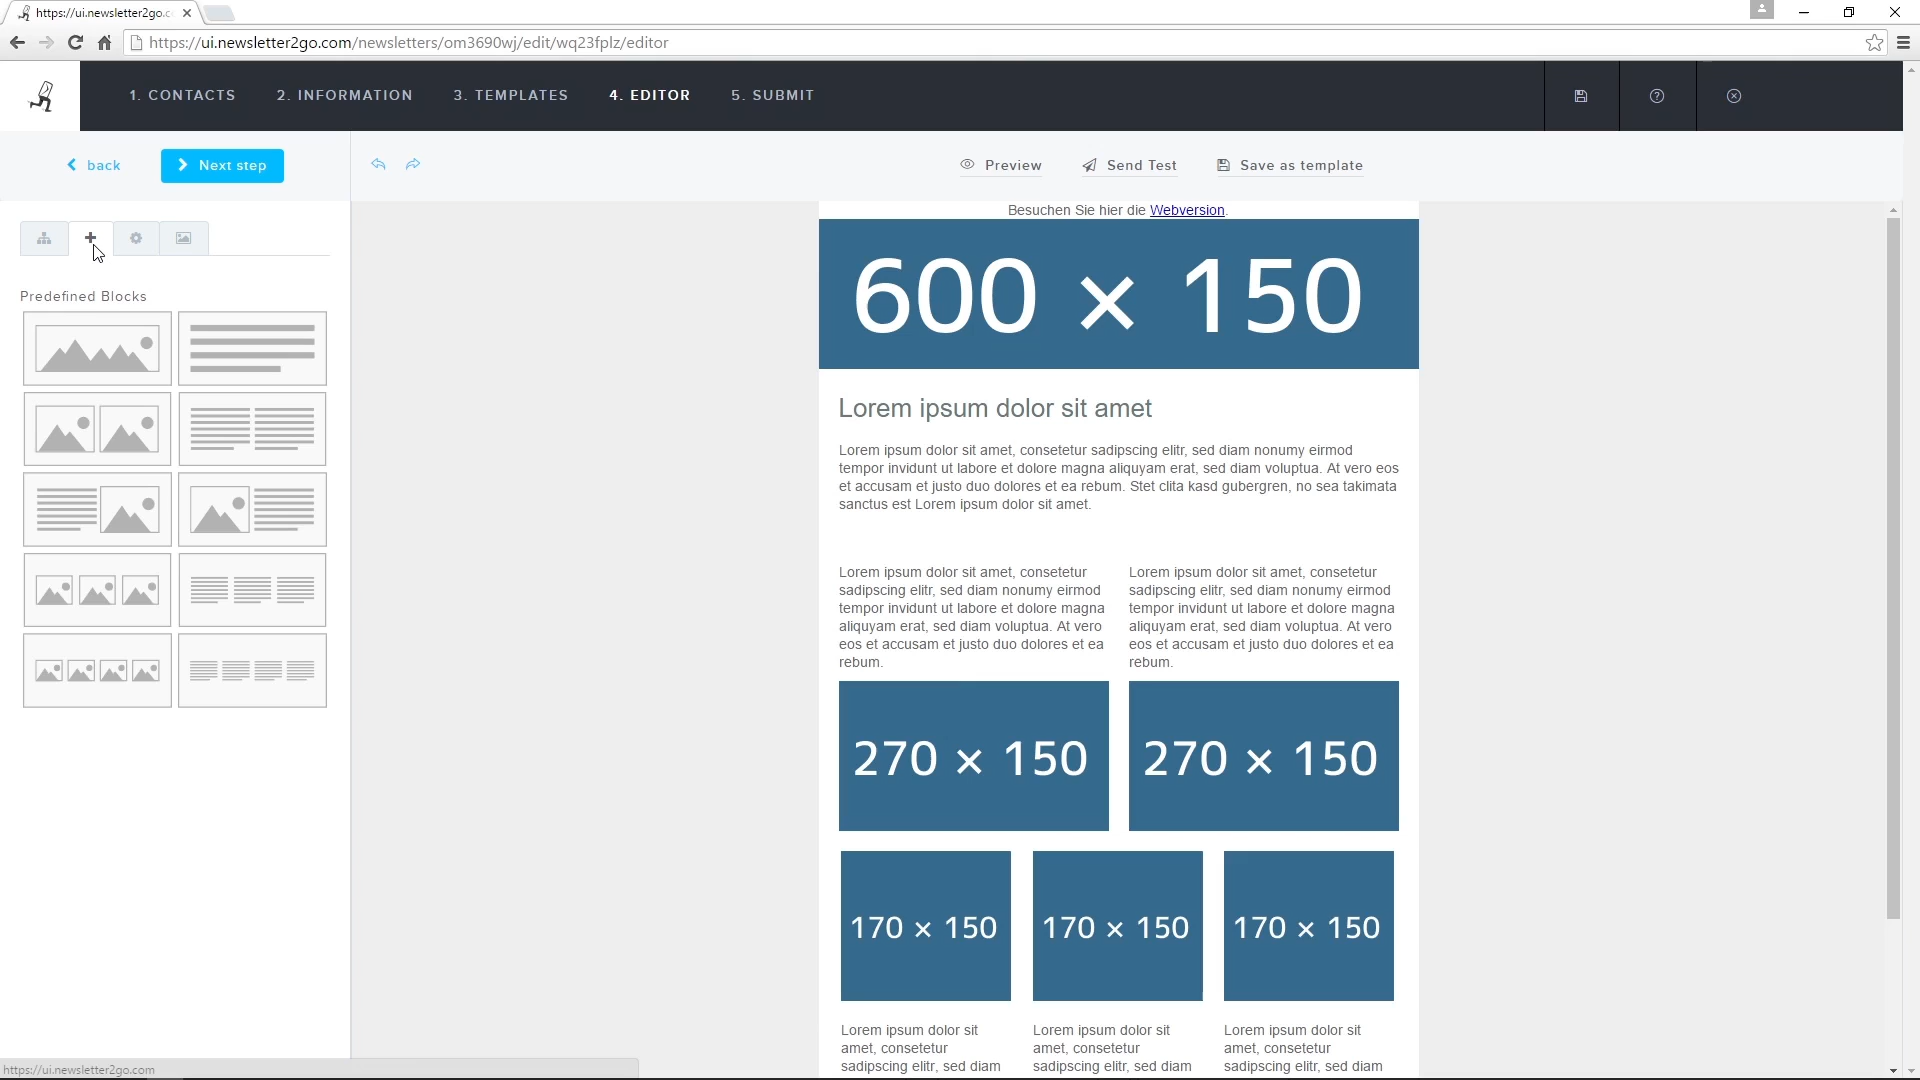 https://ui.newsletter2go.c
https://ui.newsletter2go.com/newsletters/om3690wj/edit/wq23fplz/editor
1. CONTACTS 2. INFORMATION 3. TEMPLATES 4. EDITOR 5. SUBMIT
back Next step Preview Send Test Save as template
Besuchen Sie hier die Webversion.
600 × 150
Predefined Blocks
Lorem ipsum dolor sit amet
Lorem ipsum dolor sit amet, consetetur sadipscing elitr, sed diam nonumy eirmod
tempor invidunt ut labore et dolore magna aliquyam erat, sed diam voluptua. At vero eos
et accusam et justo duo dolores et ea rebum. Stet clita kasd gubergren, no sea takimata
sanctus est Lorem ipsum dolor sit amet.
Lorem ipsum dolor sit amet, consetetur
sadipscing elitr, sed diam nonumy eirmod
tempor invidunt ut labore et dolore magna
aliquyam erat, sed diam voluptua. At vero
eos et accusam et justo duo dolores et ea
rebum.
Lorem ipsum dolor sit amet, consetetur
sadipscing elitr, sed diam nonumy eirmod
tempor invidunt ut labore et dolore magna
aliquyam erat, sed diam voluptua. At vero
eos et accusam et justo duo dolores et ea
rebum.
270 × 150
270 × 150
170 × 150
170 × 150
170 × 150
Lorem ipsum dolor sit
amet, consetetur
sadipscing elitr, sed diam
Lorem ipsum dolor sit
amet, consetetur
sadipscing elitr, sed diam
Lorem ipsum dolor sit
amet, consetetur
sadipscing elitr, sed diam
https://ui.newsletter2go.com